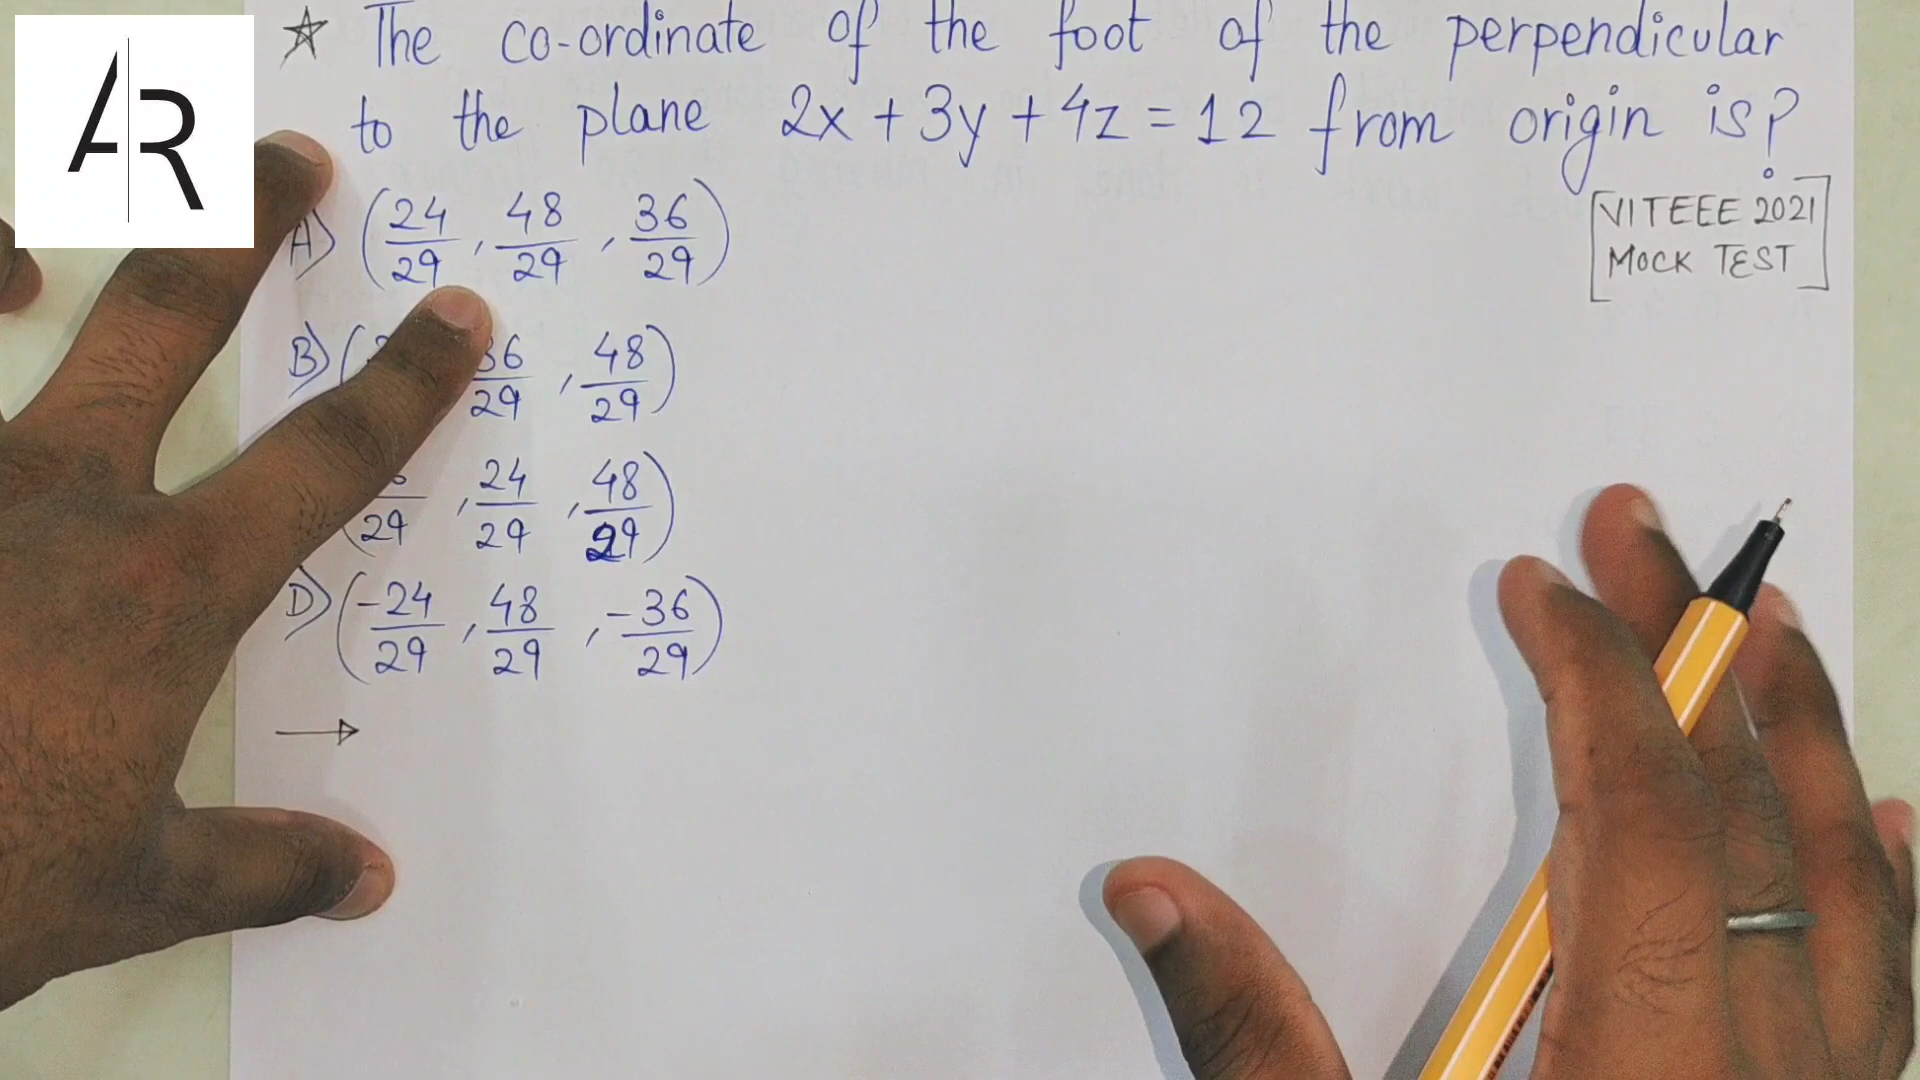 AR
☆ The co-ordinate of the foot of the perpendicular
to the plane 2x + 3y + 4z = 12 from origin is?
[VITEEE 2021
MOCK TEST]
A) (24/29, 48/29, 36/29)
B) ( 36/29, 48/29)
/29, 24/29, 48/29)
D) (-24/29, 48/29, -36/29)
→